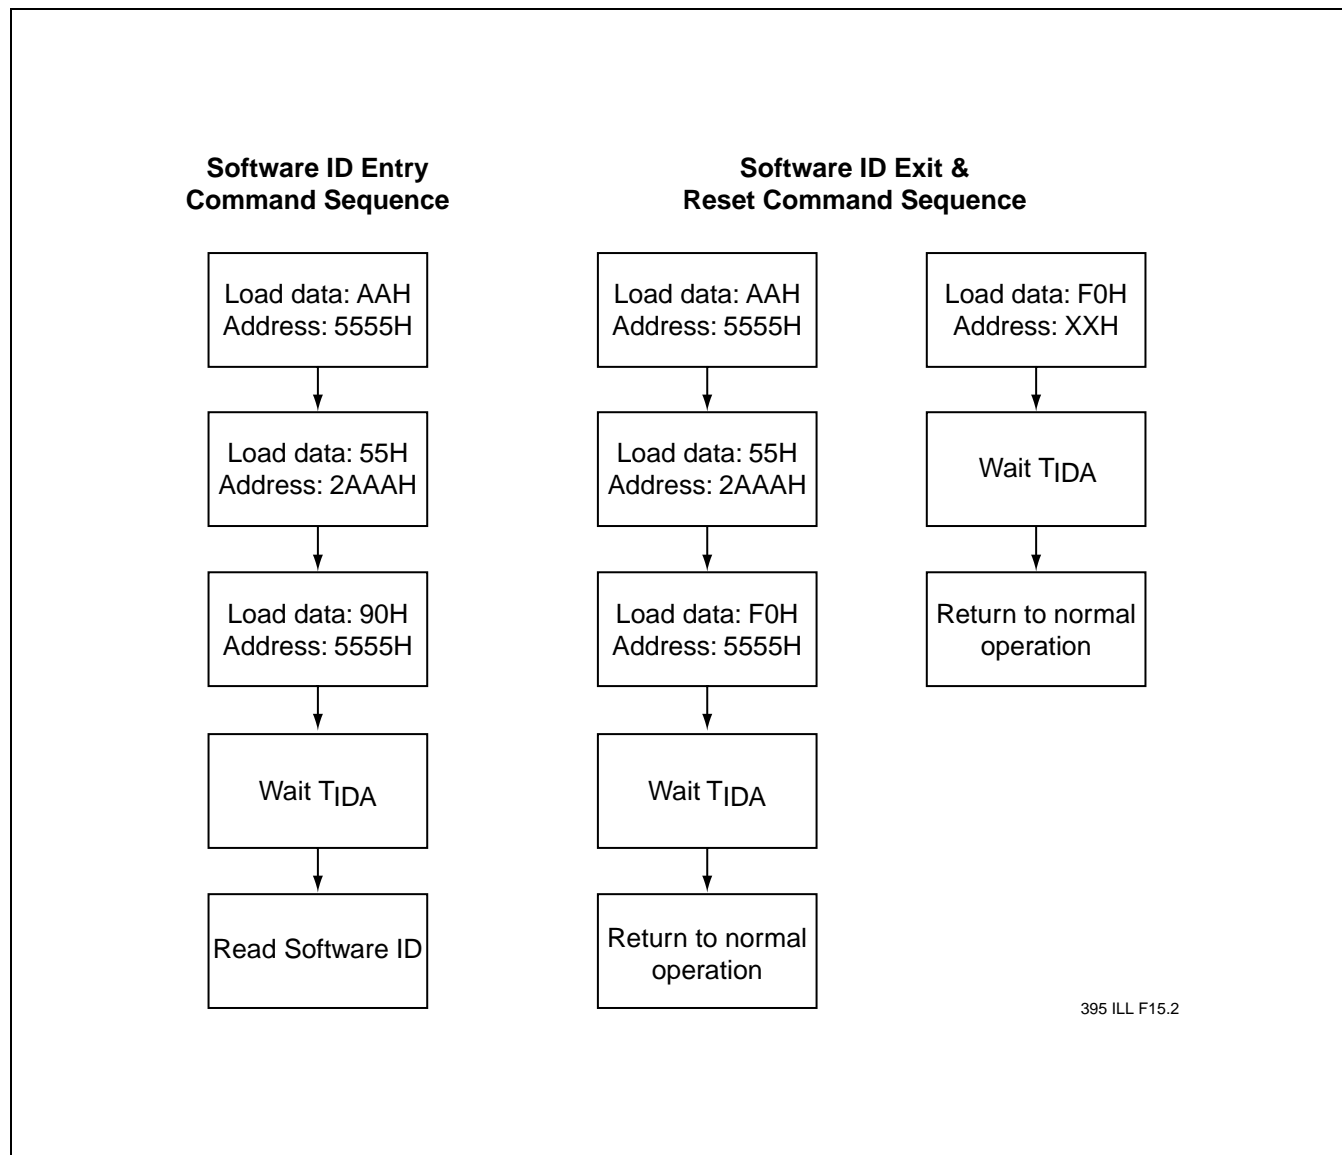 Software ID Entry
Command Sequence
Load data: AAH
Address: 5555H
Load data: 55H
Address: 2AAAH
Load data: 90H
Address: 5555H
Wait TIDA
Read Software ID
Software ID Exit &
Reset Command Sequence
Load data: AAH
Address: 5555H
Load data: 55H
Address: 2AAAH
Load data: F0H
Address: 5555H
Wait TIDA
Return to normal
operation
Load data: F0H
Address: XXH
Wait TIDA
Return to normal
operation
395 ILL F15.2